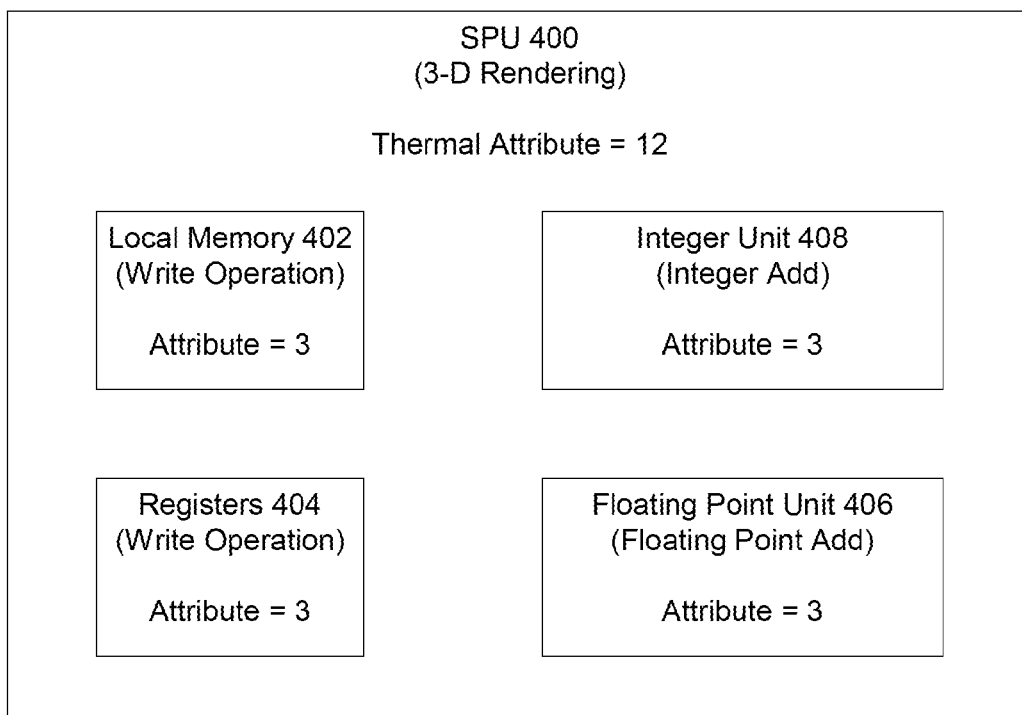 SPU 400
(3-D Rendering)
Thermal Attribute = 12
Local Memory 402
(Write Operation)
Attribute = 3
Integer Unit 408
(Integer Add)
Attribute = 3
Registers 404
(Write Operation)
Attribute = 3
Floating Point Unit 406
(Floating Point Add)
Attribute = 3